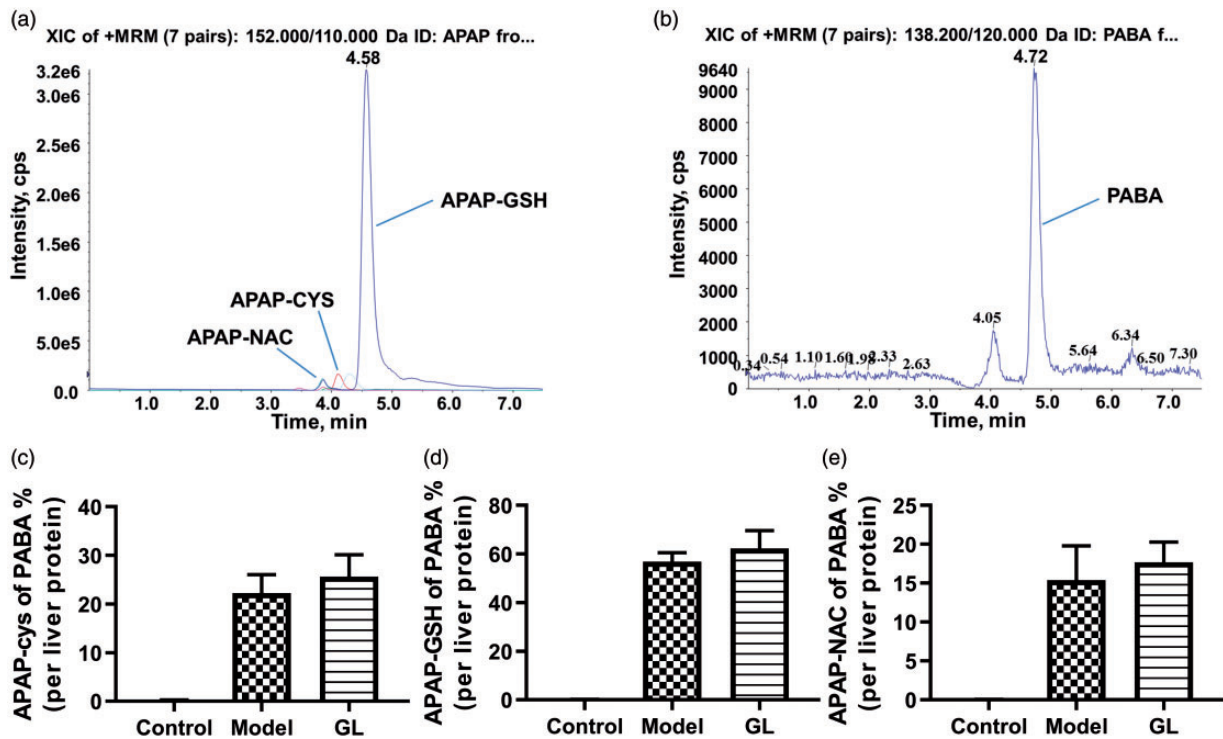 (a)
XIC of +MRM (7 pairs): 152.000/110.000 Da ID: APAP fro...
4.58
3.2e6
3.0e6
2.5e6
2.0e6
1.5e6
1.0e6
5.0e5
0.0
Intensity, cps
APAP-GSH
APAP-CYS
APAP-NAC
1.0 2.0 3.0 4.0 5.0 6.0 7.0
Time, min
(b)
XIC of +MRM (7 pairs): 138.200/120.000 Da ID: PABA f...
4.72
9640
9000
8000
7000
6000
5000
4000
3000
2000
1000
0
Intensity, cps
PABA
4.05
6.34
0.34 0.54 1.10 1.60 1.98 2.33 2.63 5.64 6.50 7.30
1.0 2.0 3.0 4.0 5.0 6.0 7.0
Time, min
(c)
APAP-cys of PABA %
(per liver protein)
40
30
20
10
0
Control Model GL
(d)
APAP-GSH of PABA %
(per liver protein)
80
60
40
20
0
Control Model GL
(e)
APAP-NAC of PABA %
(per liver protein)
25
20
15
10
5
0
Control Model GL